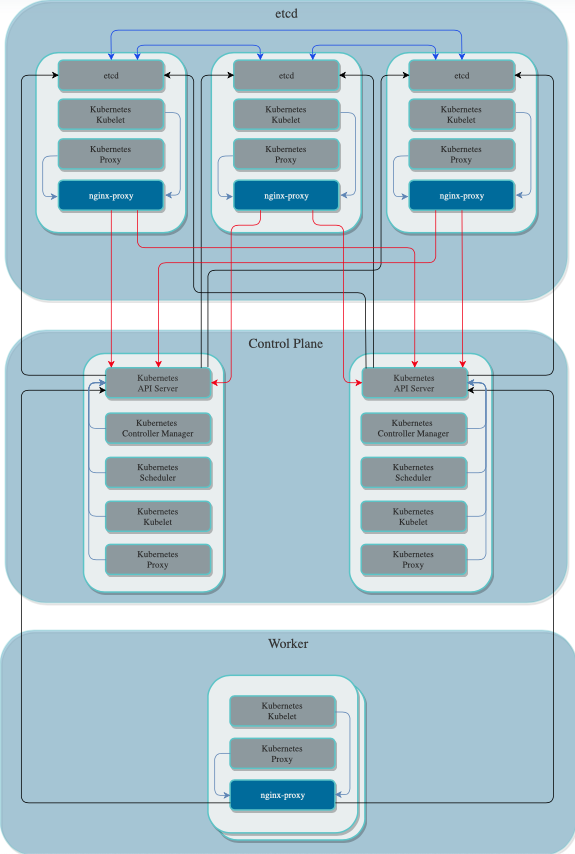 etcd
etcd
etcd
etcd
Kubernetes
Kubelet
Kubernetes
Kubelet
Kubernetes
Kubelet
Kubernetes
Proxy
Kubernetes
Proxy
Kubernetes
Proxy
nginx-proxy
nginx-proxy
nginx-proxy
Control Plane
Kubernetes
API Server
Kubernetes
API Server
Kubernetes
Controller Manager
Kubernetes
Controller Manager
Kubernetes
Scheduler
Kubernetes
Scheduler
Kubernetes
Kubelet
Kubernetes
Kubelet
Kubernetes
Proxy
Kubernetes
Proxy
Worker
Kubernetes
Kubelet
Kubernetes
Proxy
nginx-proxy